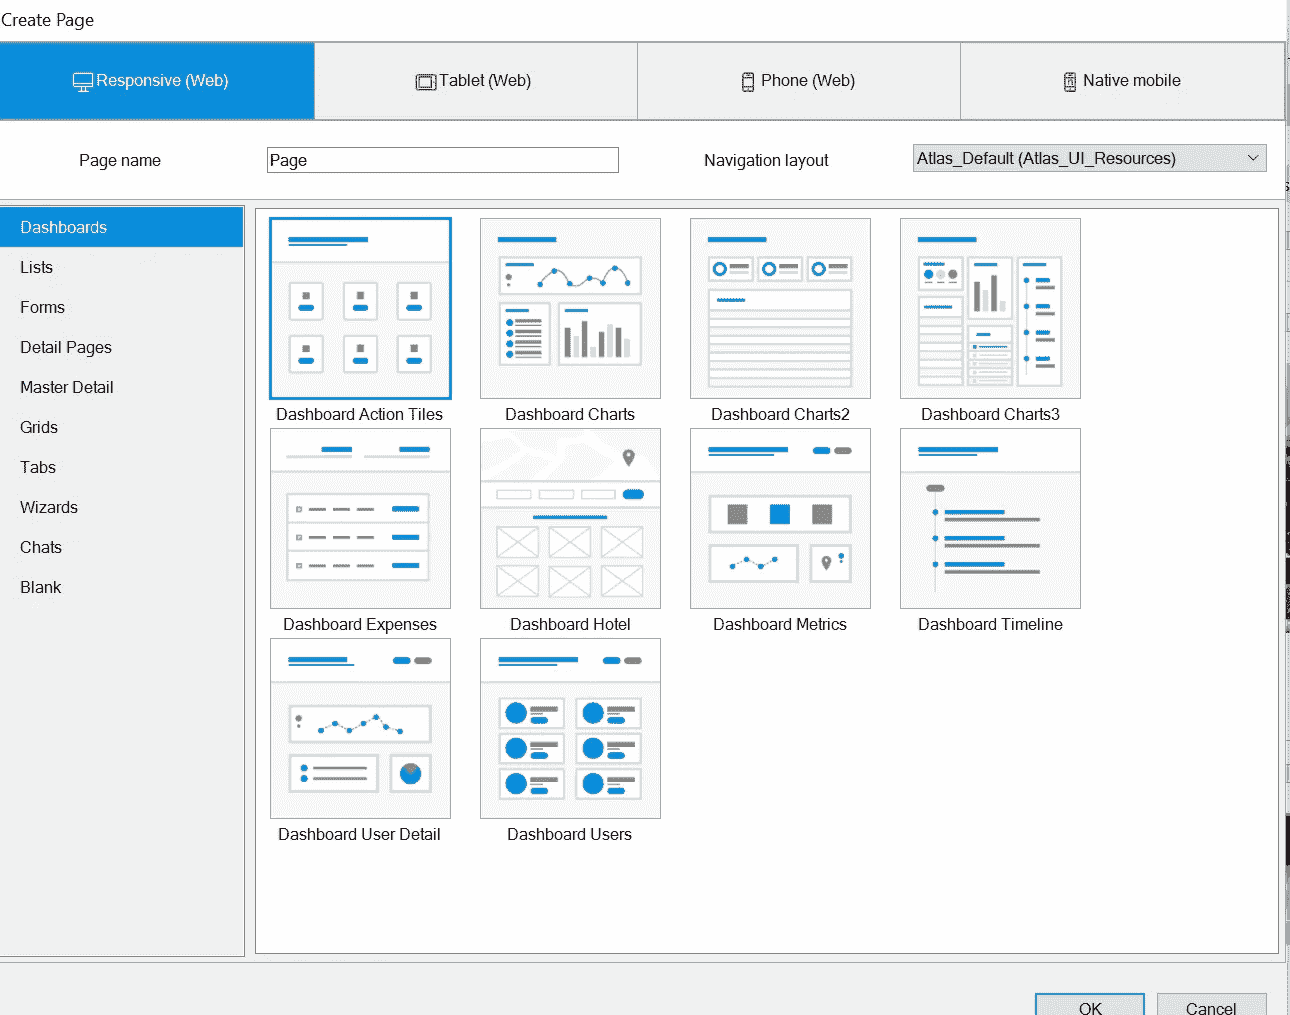 Create Page
Responsive (Web)
Tablet (Web)
Phone (Web)
Native mobile
Page name
Page
Navigation layout
Atlas_Default (Atlas_UI_Resources)
Dashboards
Lists
Forms
Detail Pages
Master Detail
Grids
Tabs
Wizards
Chats
Blank
Dashboard Action Tiles
Dashboard Charts
Dashboard Charts2
Dashboard Charts3
Dashboard Expenses
Dashboard Hotel
Dashboard Metrics
Dashboard Timeline
Dashboard User Detail
Dashboard Users
OK
Cancel